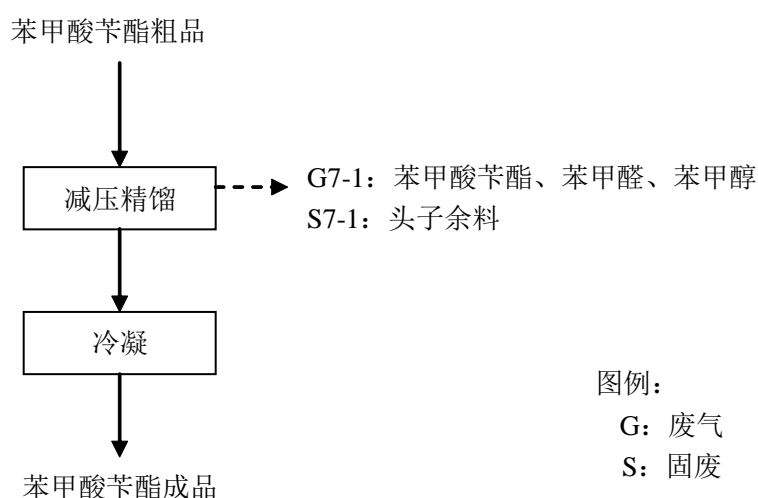 苯甲酸苄酯粗品
减压精馏
G7-1：苯甲酸苄酯、苯甲醛、苯甲醇
S7-1：头子余料
冷凝
图例：
G：废气
S：固废
苯甲酸苄酯成品